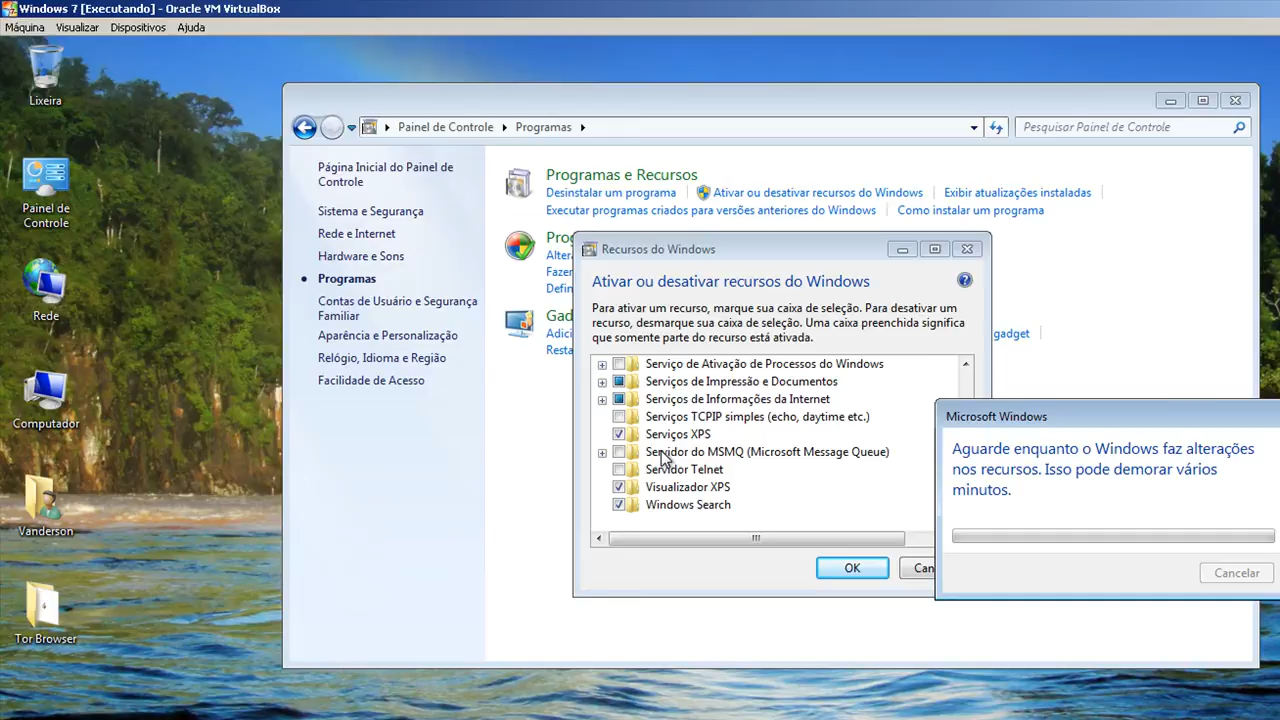 Windows 7 [Executando] - Oracle VM VirtualBox
Máquina Visualizar Dispositivos Ajuda
Lixeira
Painel de
Controle
Rede
Computador
Vanderson
Tor Browser
Painel de Controle Programas
Pesquisar Painel de Controle
Página Inicial do Painel de
Controle
Sistema e Segurança
Rede e Internet
Hardware e Sons
Programas
Contas de Usuário e Segurança
Familiar
Aparência e Personalização
Relógio, Idioma e Região
Facilidade de Acesso
Programas e Recursos
Desinstalar um programa Ativar ou desativar recursos do Windows Exibir atualizações instaladas
Executar programas criados para versões anteriores do Windows Como instalar um programa
gadget
Recursos do Windows
Ativar ou desativar recursos do Windows
Para ativar um recurso, marque sua caixa de seleção. Para desativar um
recurso, desmarque sua caixa de seleção. Uma caixa preenchida significa
que somente parte do recurso está ativada.
Serviço de Ativação de Processos do Windows
Serviços de Impressão e Documentos
Serviços de Informações da Internet
Serviços TCPIP simples (echo, daytime etc.)
Serviços XPS
Servidor do MSMQ (Microsoft Message Queue)
Servidor Telnet
Visualizador XPS
Windows Search
OK
Microsoft Windows
Aguarde enquanto o Windows faz alterações
nos recursos. Isso pode demorar vários
minutos.
Cancelar